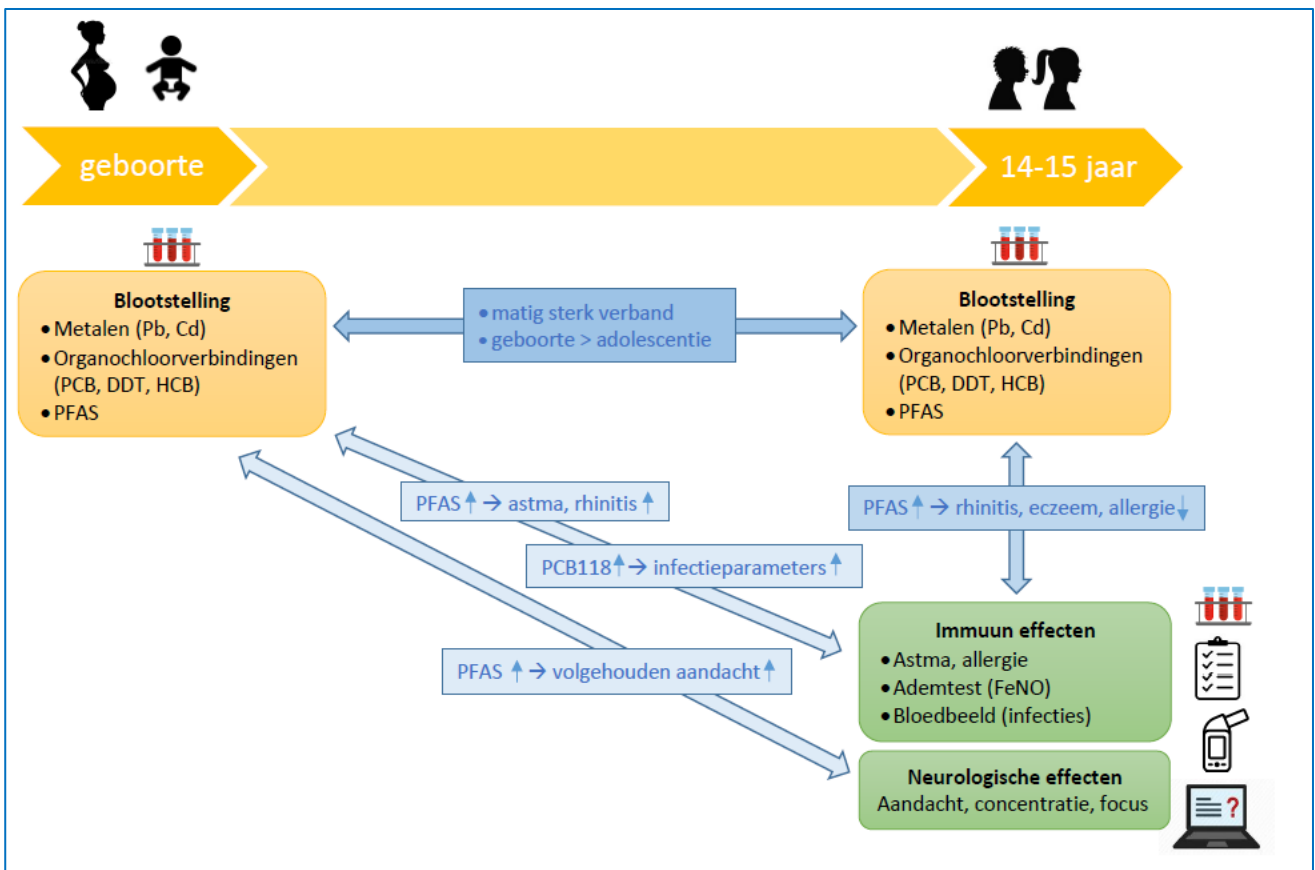 geboorte
14-15 jaar
Blootstelling
• Metalen (Pb, Cd)
• Organochloorverbindingen
(PCB, DDT, HCB)
• PFAS
• matig sterk verband
• geboorte > adolescentie
Blootstelling
• Metalen (Pb, Cd)
• Organochloorverbindingen
(PCB, DDT, HCB)
• PFAS
PFAS ↑ → astma, rhinitis ↑
PFAS ↑ → rhinitis, eczeem, allergie ↓
PCB118 ↑ → infectieparameters ↑
PFAS ↑ → volgehouden aandacht ↑
Immuun effecten
• Astma, allergie
• Ademtest (FeNO)
• Bloedbeeld (infecties)
Neurologische effecten
Aandacht, concentratie, focus
?